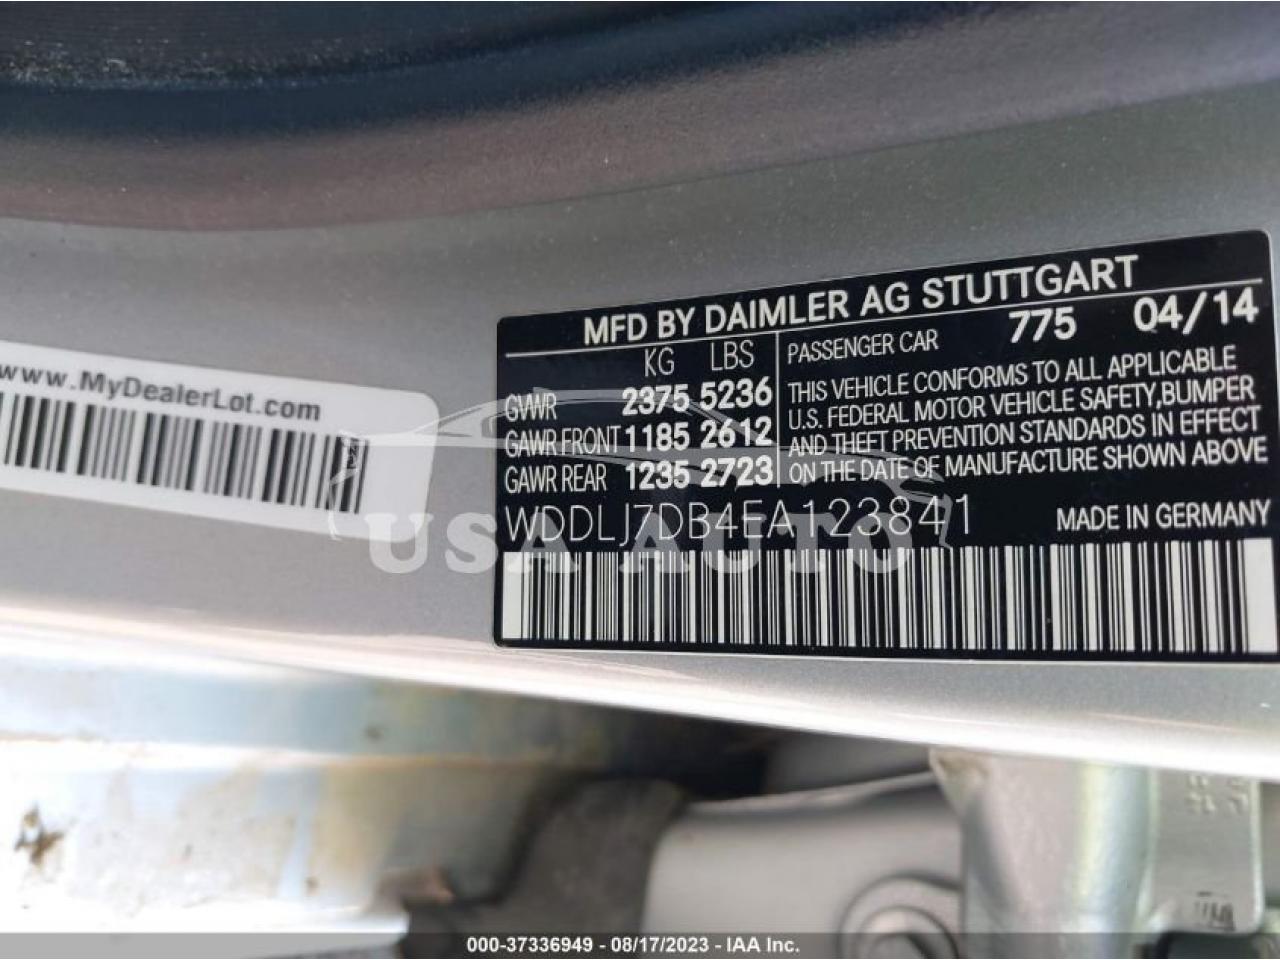 MFD BY DAIMLER AG STUTTGART
KG LBS
PASSENGER CAR 775 04/14
GVWR 2375 5236
GAWR FRONT 1185 2612
GAWR REAR 1235 2723
THIS VEHICLE CONFORMS TO ALL APPLICABLE
U.S. FEDERAL MOTOR VEHICLE SAFETY,BUMPER
AND THEFT PREVENTION STANDARDS IN EFFECT
ON THE DATE OF MANUFACTURE SHOWN ABOVE
WDDLJ7DB4EA123841 MADE IN GERMANY
www.MyDealerLot.com
USA AUTO
000-37336949 - 08/17/2023 - IAA Inc.